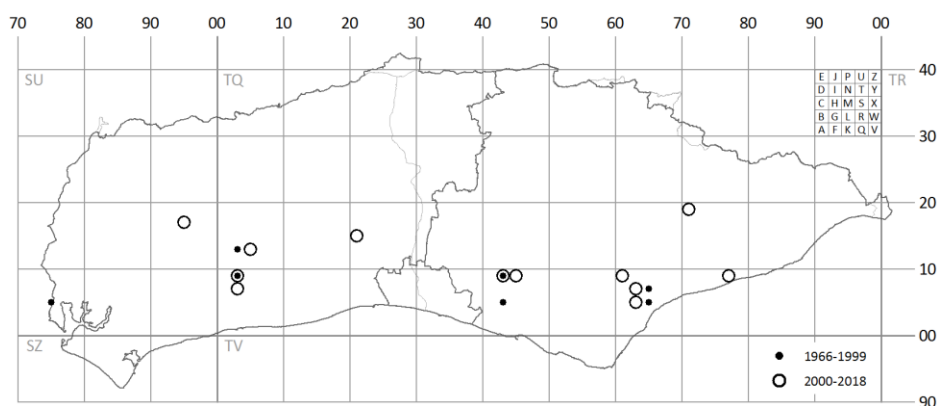 70 80 90 00 10 20 30 40 50 60 70 80 90 00 10
SU TQ TR 40
E J P U Z
D I N T Y
C H M S X
B G L R W
A F K Q V
30
20
10
SZ TV 00
1966-1999
2000-2018
90